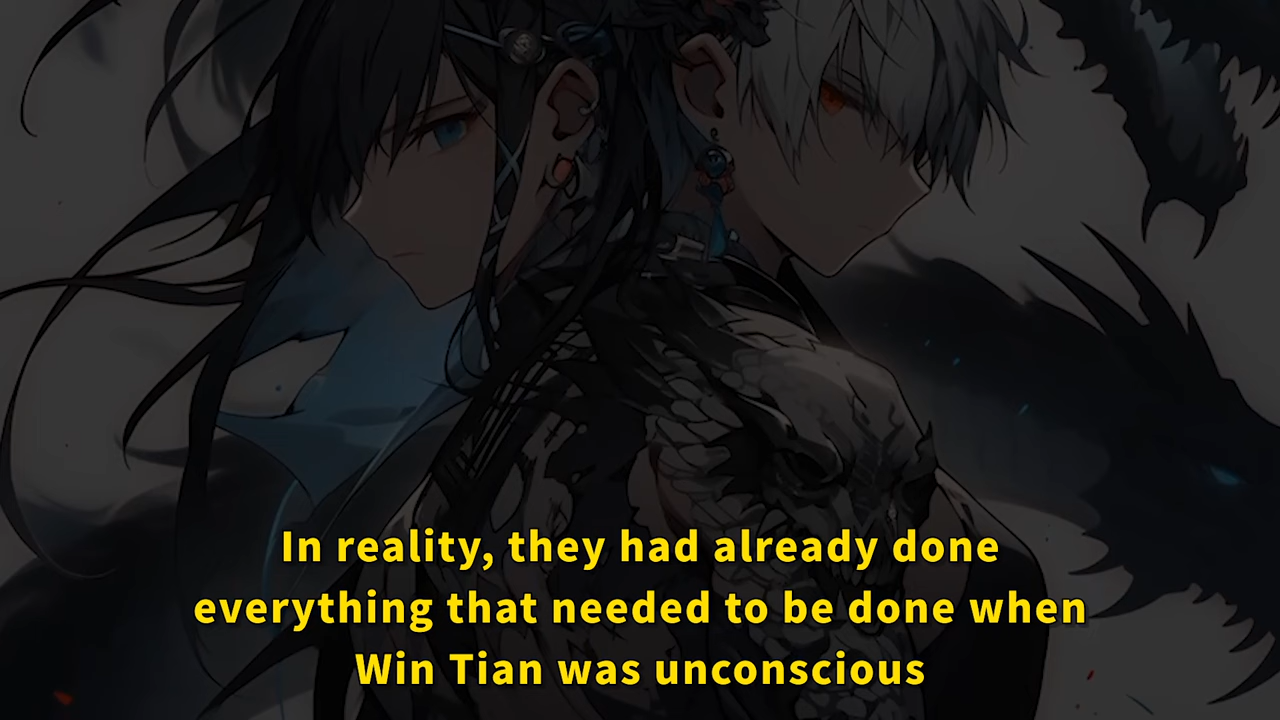 In reality, they had already done
everything that needed to be done when
Win Tian was unconscious